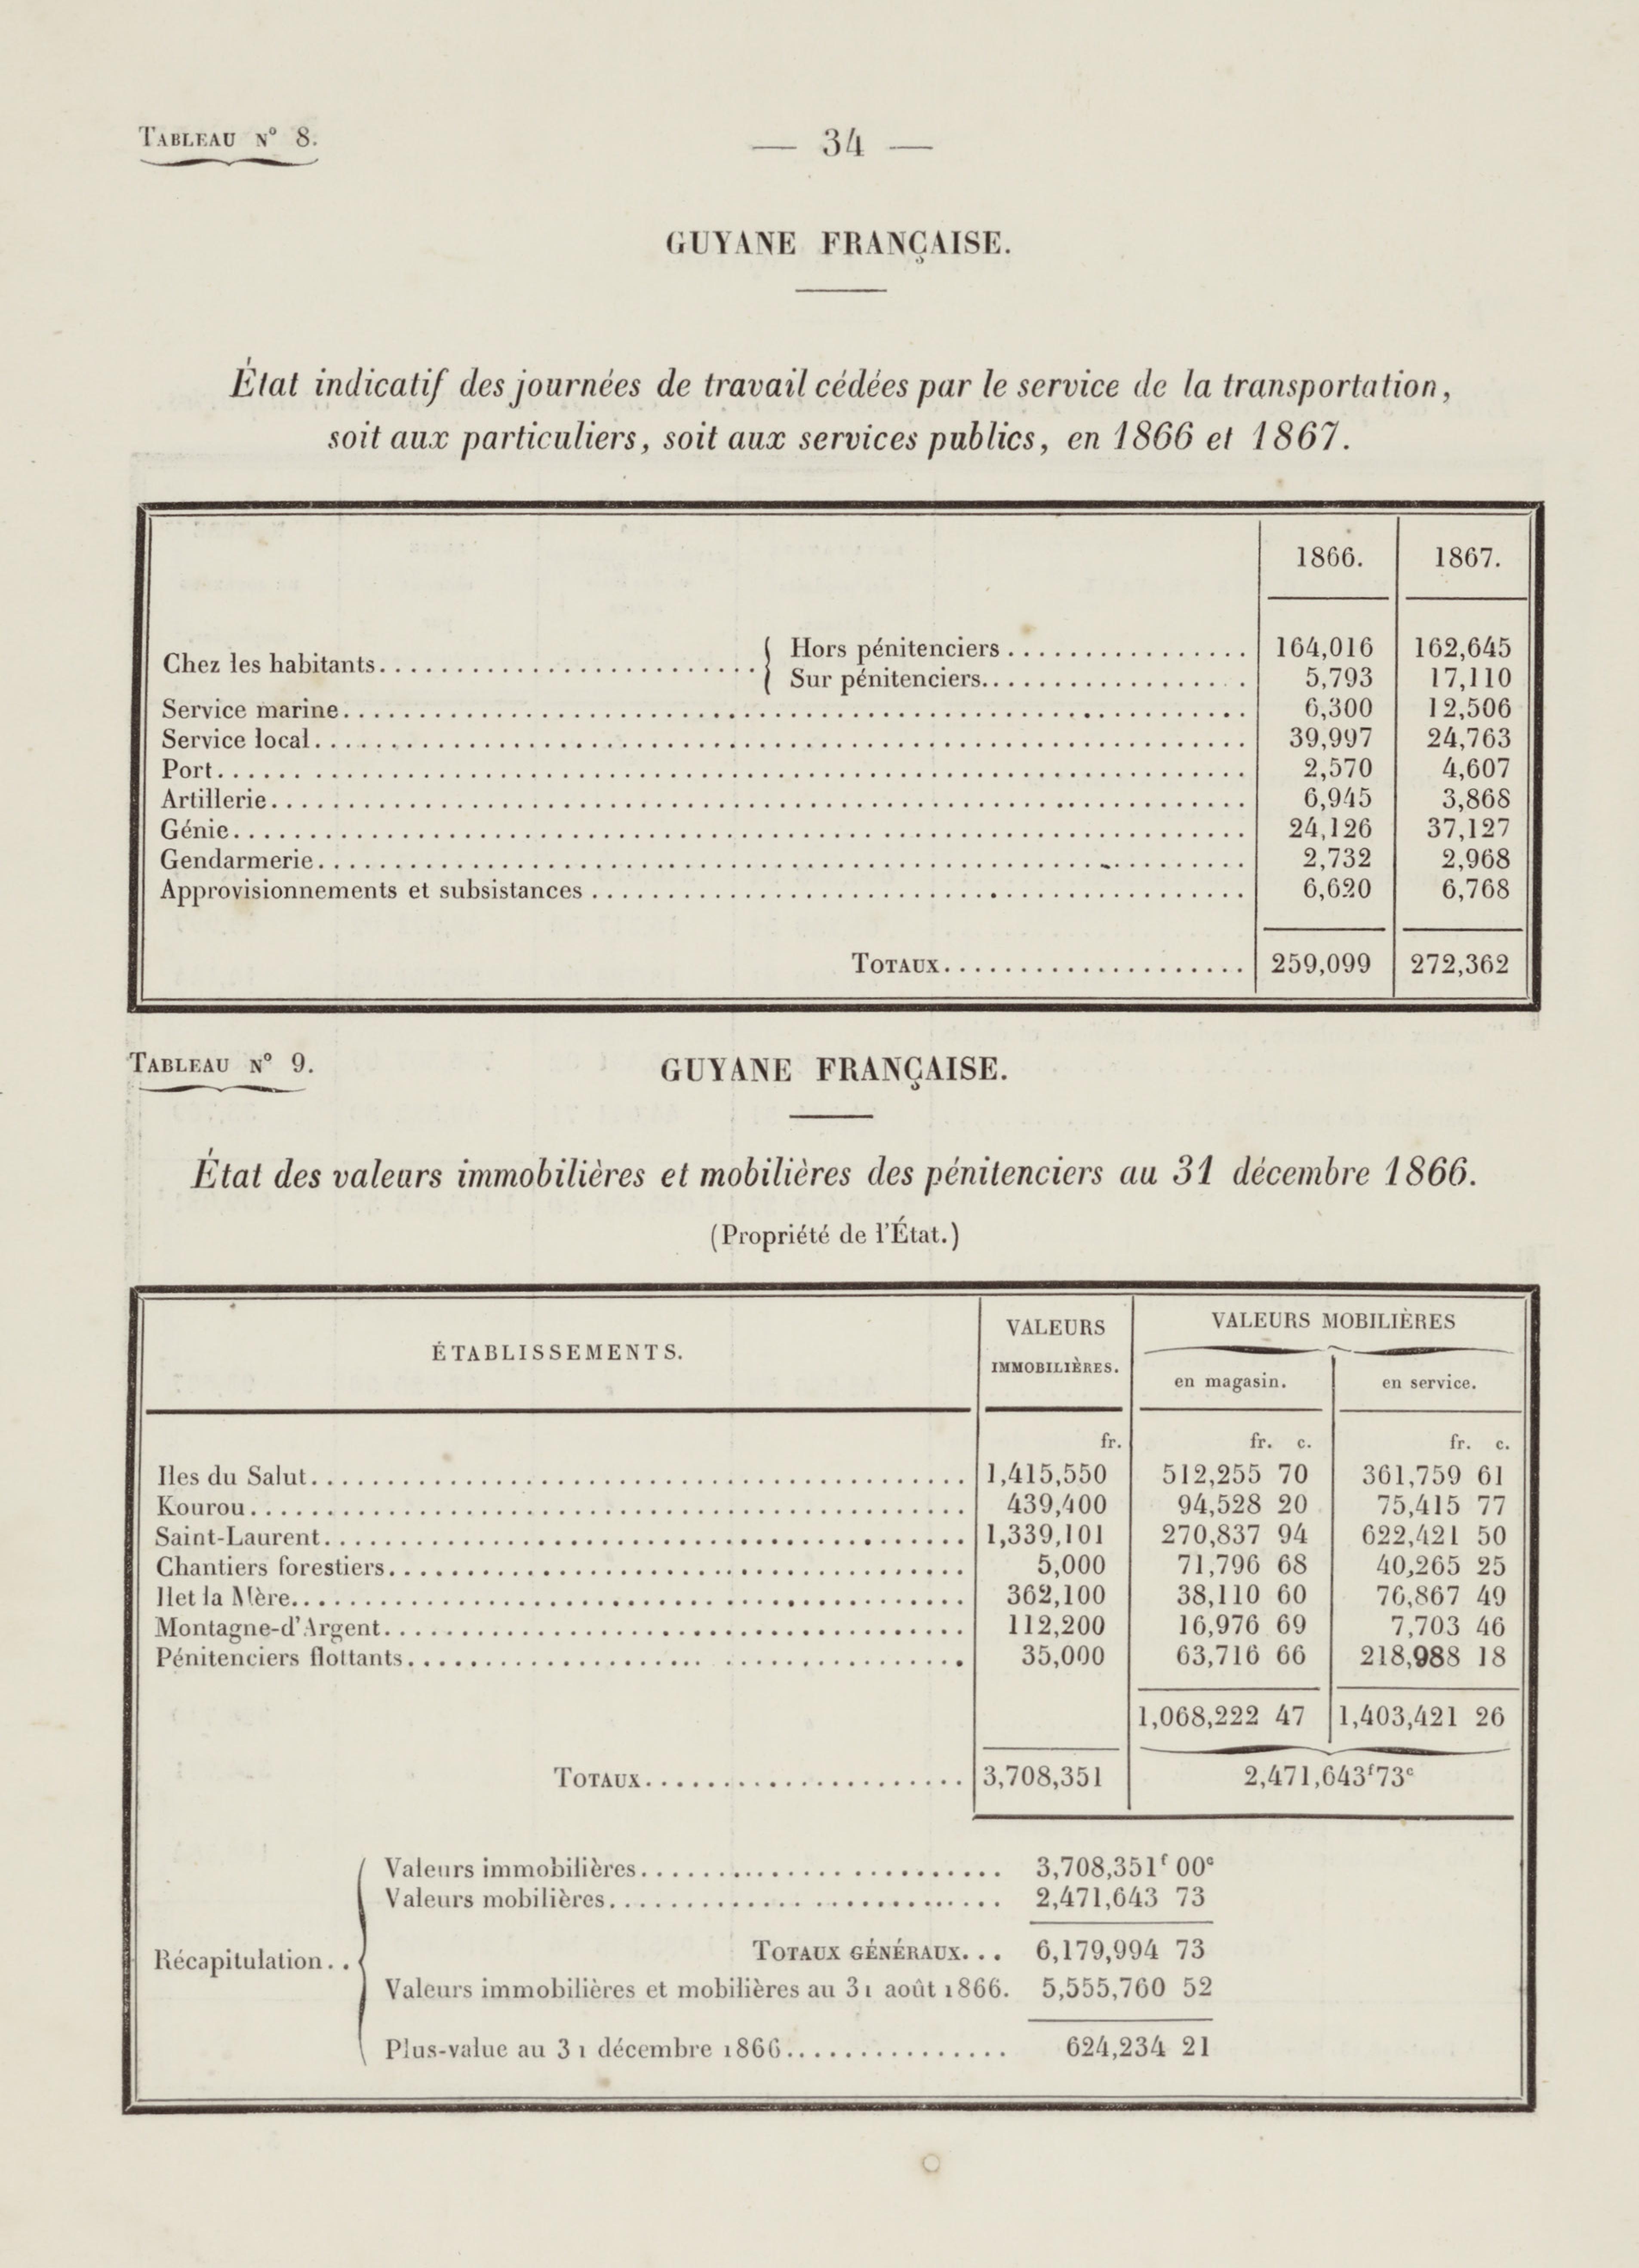 TABLEAU N° 8.
— 34 —
GUYANE FRANÇAISE.
État indicatif des journées de travail cédées par le service de la transportation,
soit aux particuliers, soit aux services publics, en 1866 et 1867.
1866. 1867.
Chez les habitants.......... { Hors pénitenciers.......... 164,016 162,645
Sur pénitenciers.......... 5,793 17,110
Service marine.......... 6,300 12,506
Service local.......... 39,997 24,763
Port.......... 2,570 4,607
Artillerie.......... 6,945 3,868
Génie.......... 24,126 37,127
Gendarmerie.......... 2,732 2,968
Approvisionnements et subsistances.......... 6,620 6,768
TOTAUX.......... 259,099 272,362
TABLEAU N° 9.
GUYANE FRANÇAISE.
État des valeurs immobilières et mobilières des pénitenciers au 31 décembre 1866.
(Propriété de l'État.)
ÉTABLISSEMENTS. VALEURS IMMOBILIÈRES. VALEURS MOBILIÈRES
en magasin. en service.
fr. fr. c. fr. c.
Iles du Salut.......... 1,415,550 512,255 70 361,759 61
Kourou.......... 439,400 94,528 20 75,415 77
Saint-Laurent.......... 1,339,101 270,837 94 622,421 50
Chantiers forestiers.......... 5,000 71,796 68 40,265 25
Ilet la Mère.......... 362,100 38,110 60 76,867 49
Montagne-d'Argent.......... 112,200 16,976 69 7,703 46
Pénitenciers flottants.......... 35,000 63,716 66 218,988 18
1,068,222 47 1,403,421 26
TOTAUX.......... 3,708,351 2,471,643f73c
Valeurs immobilières.......... 3,708,351f 00c
Valeurs mobilières.......... 2,471,643 73
TOTAUX GÉNÉRAUX... 6,179,994 73
Récapitulation.. {
Valeurs immobilières et mobilières au 31 août 1866. 5,555,760 52
Plus-value au 31 décembre 1866.......... 624,234 21